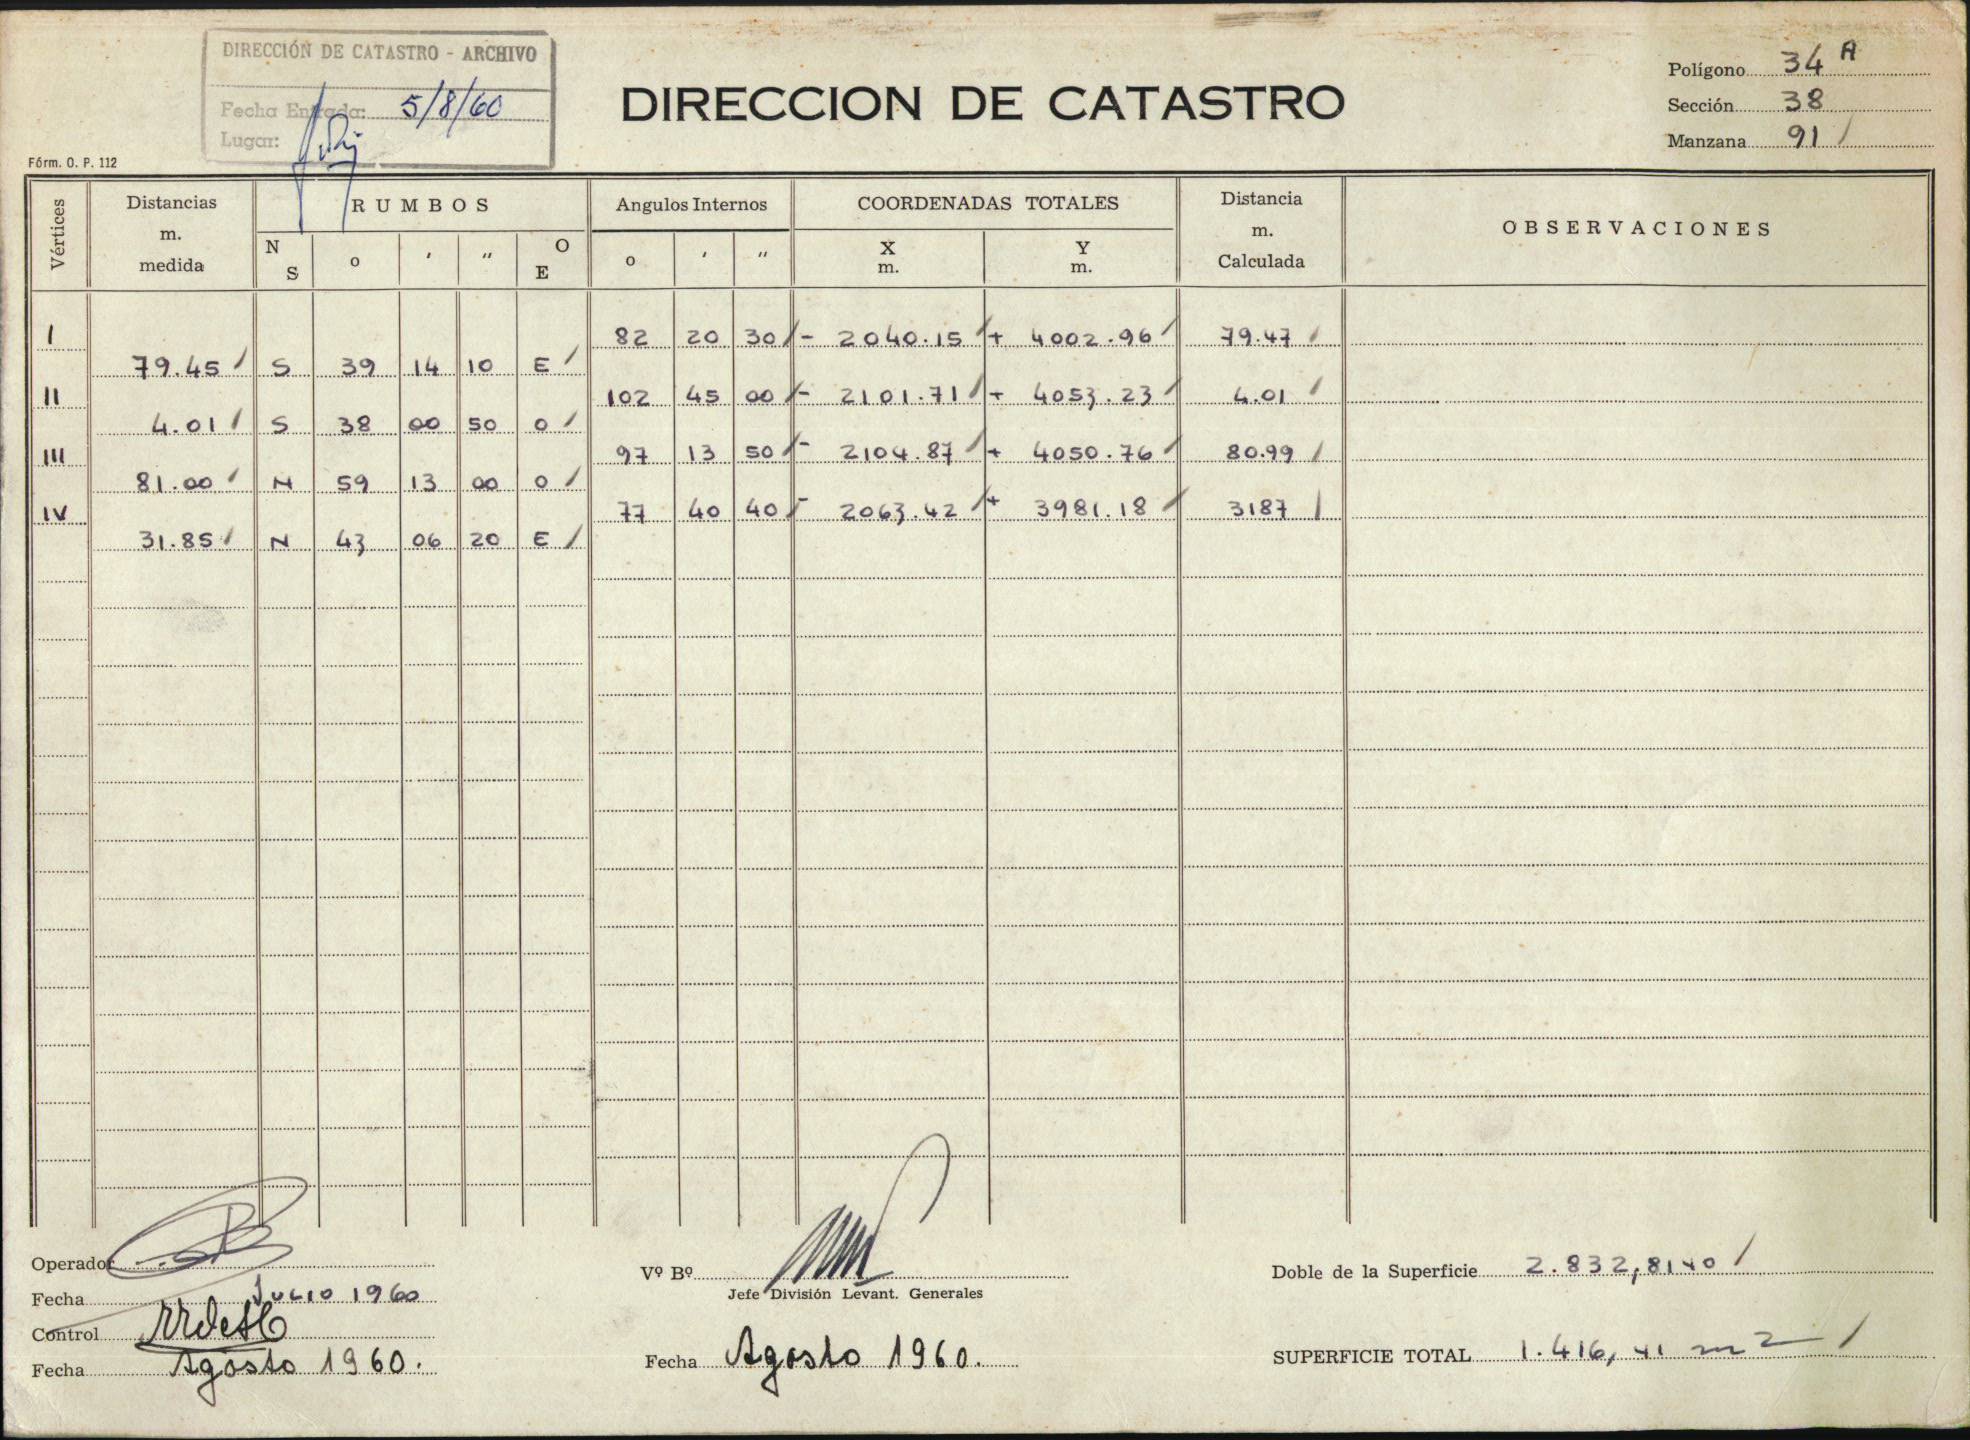 DIRECCIÓN DE CATASTRO - ARCHIVO
Fecha Entrada: 5/8/60
Lugar:
Fórm. O. P. 112
DIRECCION DE CATASTRO
Polígono 34 A
Sección 38
Manzana 91 /
Vértices
Distancias m. medida
RUMBOS
N S o ' " O E
Angulos Internos
o ' "
COORDENADAS TOTALES
X m. Y m.
Distancia m. Calculada
OBSERVACIONES
I 82 20 30 / - 2040.15 / + 4002.96 / 79.47 /
79.45 / S 39 14 10 E /
II 102 45 00 / - 2101.71 / + 4053.23 / 4.01 /
4.01 / S 38 00 50 O /
III 97 13 50 / - 2104.87 / + 4050.76 / 80.99 /
81.00 / N 59 13 00 O /
IV 77 40 40 / - 2063.42 / + 3981.18 / 3187 /
31.85 / N 43 06 20 E /
Operador
Fecha Julio 1960
Control
Fecha Agosto 1960.
Vº Bº
Jefe División Levant. Generales
Fecha Agosto 1960.
Doble de la Superficie 2.832,8140 /
SUPERFICIE TOTAL 1.416,41 m2 /